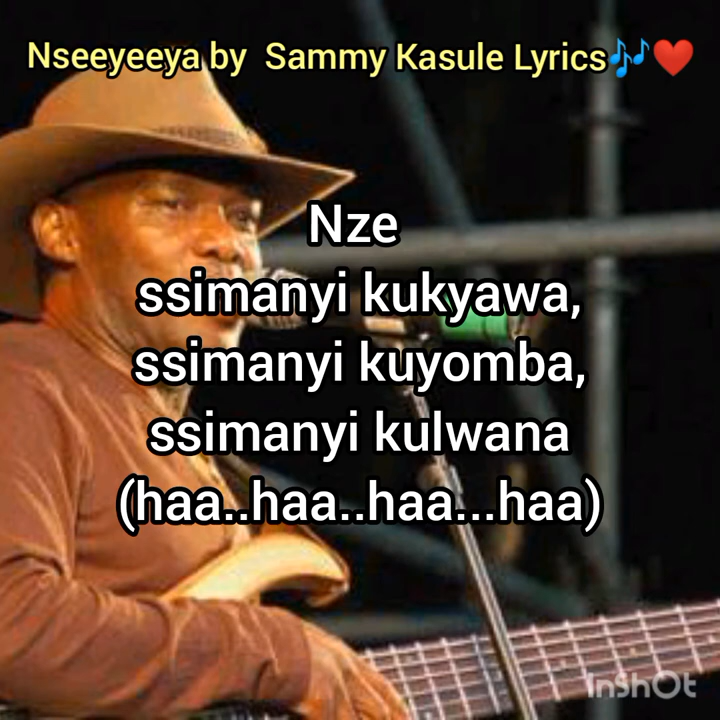 Nseeyeeya by Sammy Kasule Lyrics🎶❤️
Nze
ssimanyi kukyawa,
ssimanyi kuyomba,
ssimanyi kulwana
(haa..haa..haa...haa)
InShOt